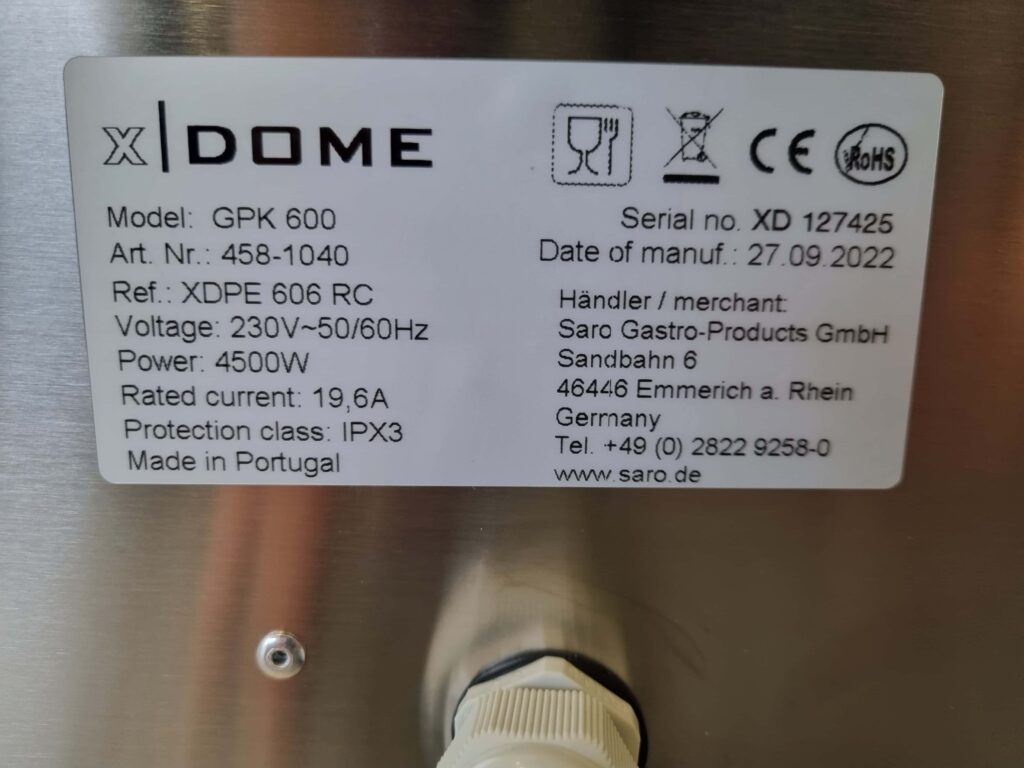 x|DOME
CE
RoHS
Model: GPK 600
Art. Nr.: 458-1040
Ref.: XDPE 606 RC
Voltage: 230V~50/60Hz
Power: 4500W
Rated current: 19,6A
Protection class: IPX3
Made in Portugal
Serial no. XD 127425
Date of manuf.: 27.09.2022
Händler / merchant:
Saro Gastro-Products GmbH
Sandbahn 6
46446 Emmerich a. Rhein
Germany
Tel. +49 (0) 2822 9258-0
www.saro.de